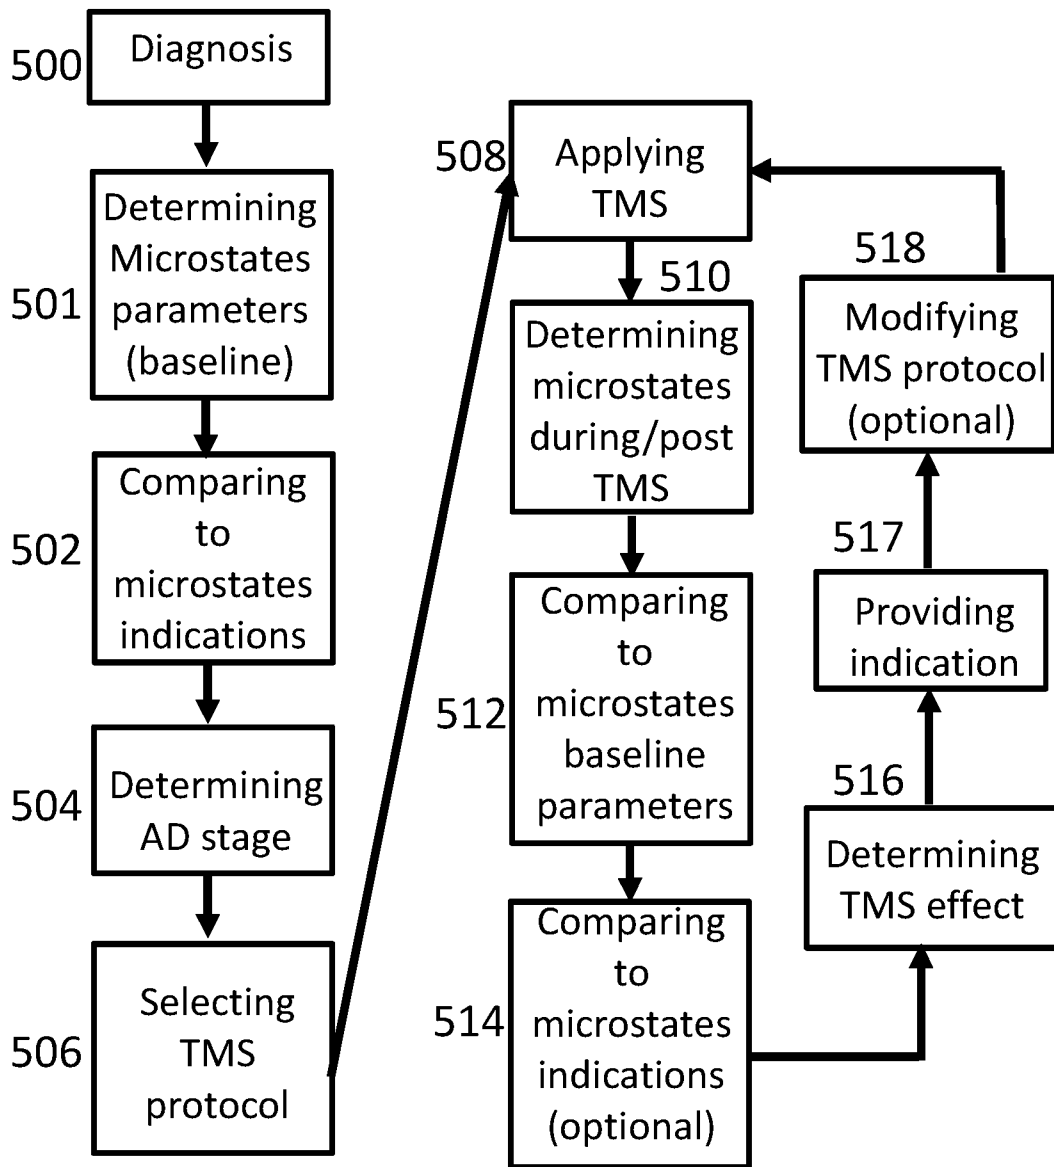 500
Diagnosis
501
Determining
Microstates
parameters
(baseline)
502
Comparing
to
microstates
indications
504
Determining
AD stage
506
Selecting
TMS
protocol
508
Applying
TMS
510
Determining
microstates
during/post
TMS
512
Comparing
to
microstates
baseline
parameters
514
Comparing
to
microstates
indications
(optional)
516
Determining
TMS effect
517
Providing
indication
518
Modifying
TMS protocol
(optional)